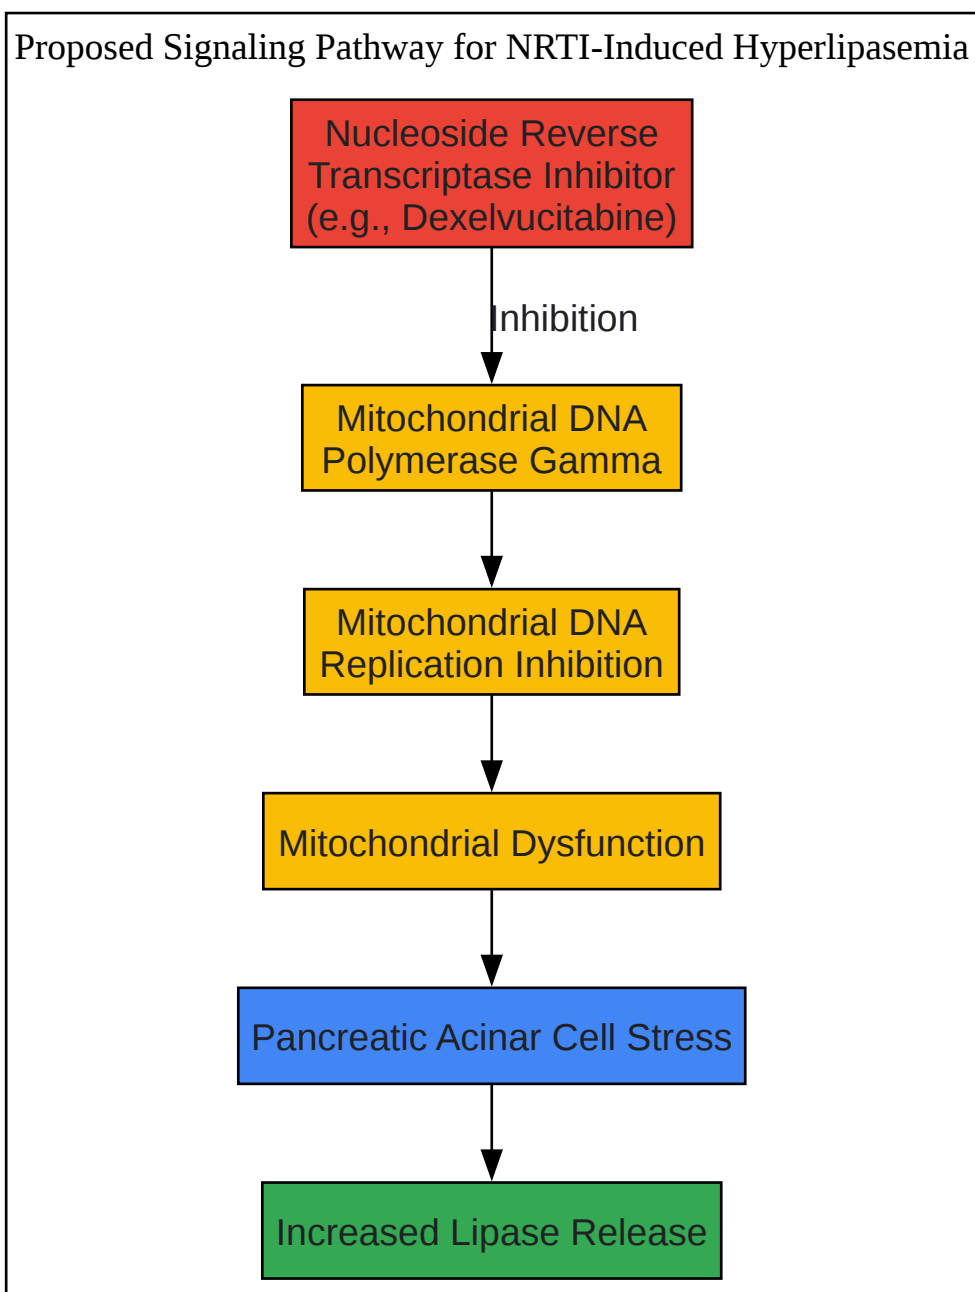 Proposed Signaling Pathway for NRTI-Induced Hyperlipasemia
Nucleoside Reverse
Transcriptase Inhibitor
(e.g., Dexelvucitabine)
Inhibition
Mitochondrial DNA
Polymerase Gamma
Mitochondrial DNA
Replication Inhibition
Mitochondrial Dysfunction
Pancreatic Acinar Cell Stress
Increased Lipase Release